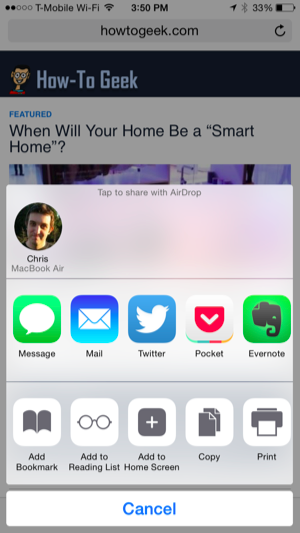 T-Mobile Wi-Fi 3:50 PM 33%
howtogeek.com
How-To Geek
FEATURED
When Will Your Home Be a “Smart
Home”?
Tap to share with AirDrop
Chris
MacBook Air
Message Mail Twitter Pocket Evernote
Add Bookmark Add to Reading List Add to Home Screen Copy Print
Cancel